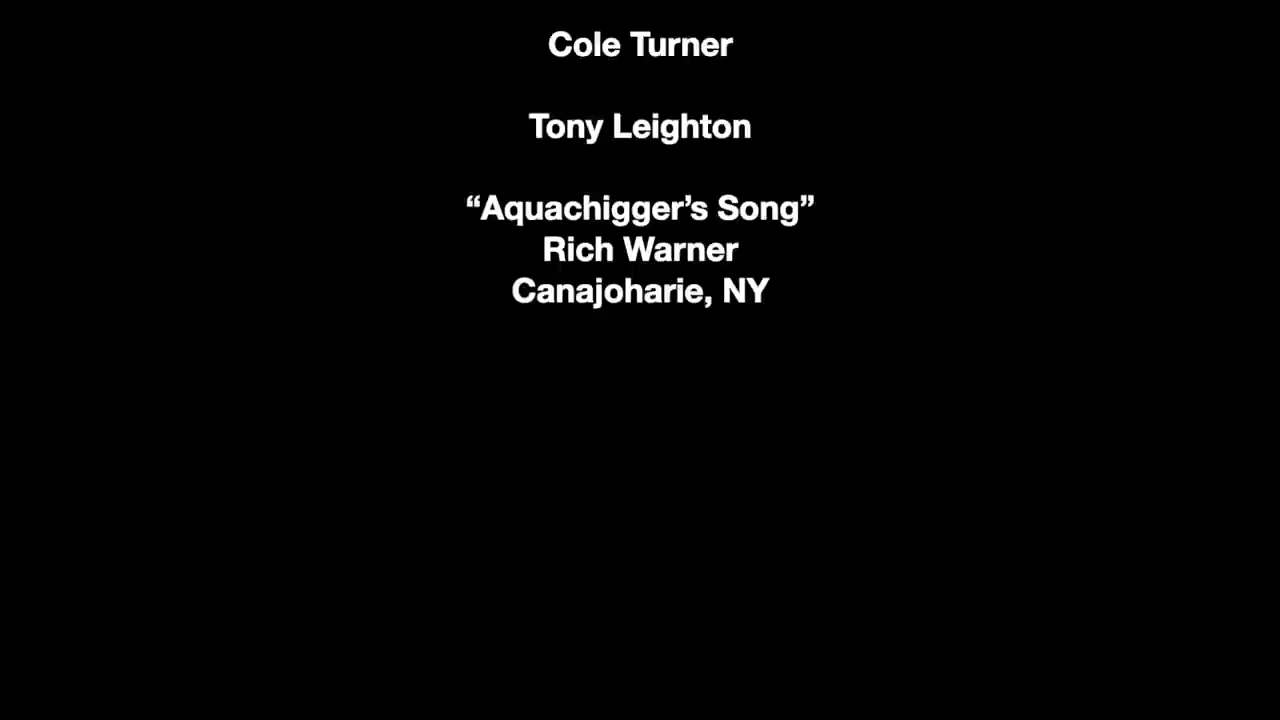 Cole Turner
Tony Leighton
“Aquachigger’s Song”
Rich Warner
Canajoharie, NY